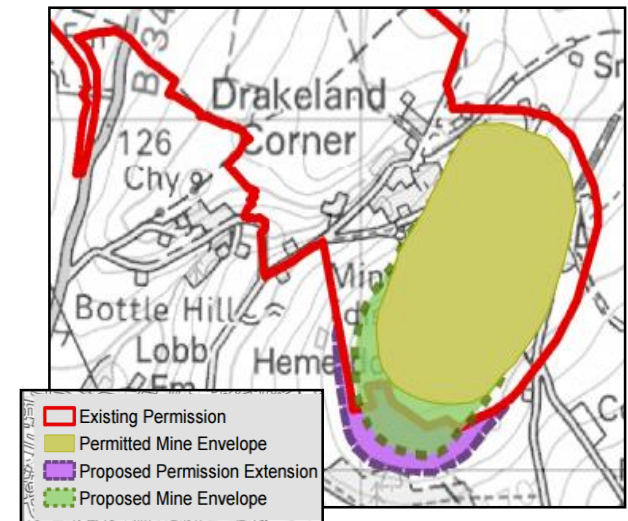 B 34
Drakeland
Corner
126
Chy
Bottle Hill
Lobb
Fm
Existing Permission
Permitted Mine Envelope
Proposed Permission Extension
Proposed Mine Envelope